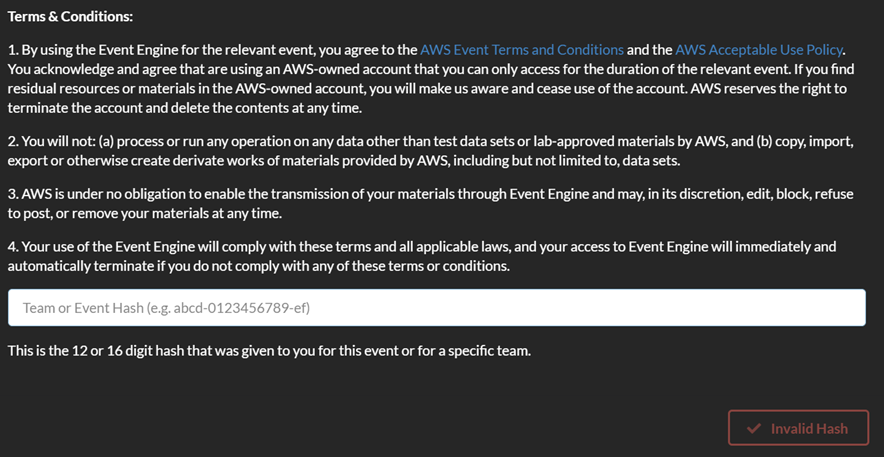 Terms & Conditions:
1. By using the Event Engine for the relevant event, you agree to the AWS Event Terms and Conditions and the AWS Acceptable Use Policy.
You acknowledge and agree that are using an AWS-owned account that you can only access for the duration of the relevant event. If you find
residual resources or materials in the AWS-owned account, you will make us aware and cease use of the account. AWS reserves the right to
terminate the account and delete the contents at any time.
2. You will not: (a) process or run any operation on any data other than test data sets or lab-approved materials by AWS, and (b) copy, import,
export or otherwise create derivate works of materials provided by AWS, including but not limited to, data sets.
3. AWS is under no obligation to enable the transmission of your materials through Event Engine and may, in its discretion, edit, block, refuse
to post, or remove your materials at any time.
4. Your use of the Event Engine will comply with these terms and all applicable laws, and your access to Event Engine will immediately and
automatically terminate if you do not comply with any of these terms or conditions.
Team or Event Hash (e.g. abcd-0123456789-ef)
This is the 12 or 16 digit hash that was given to you for this event or for a specific team.
Invalid Hash